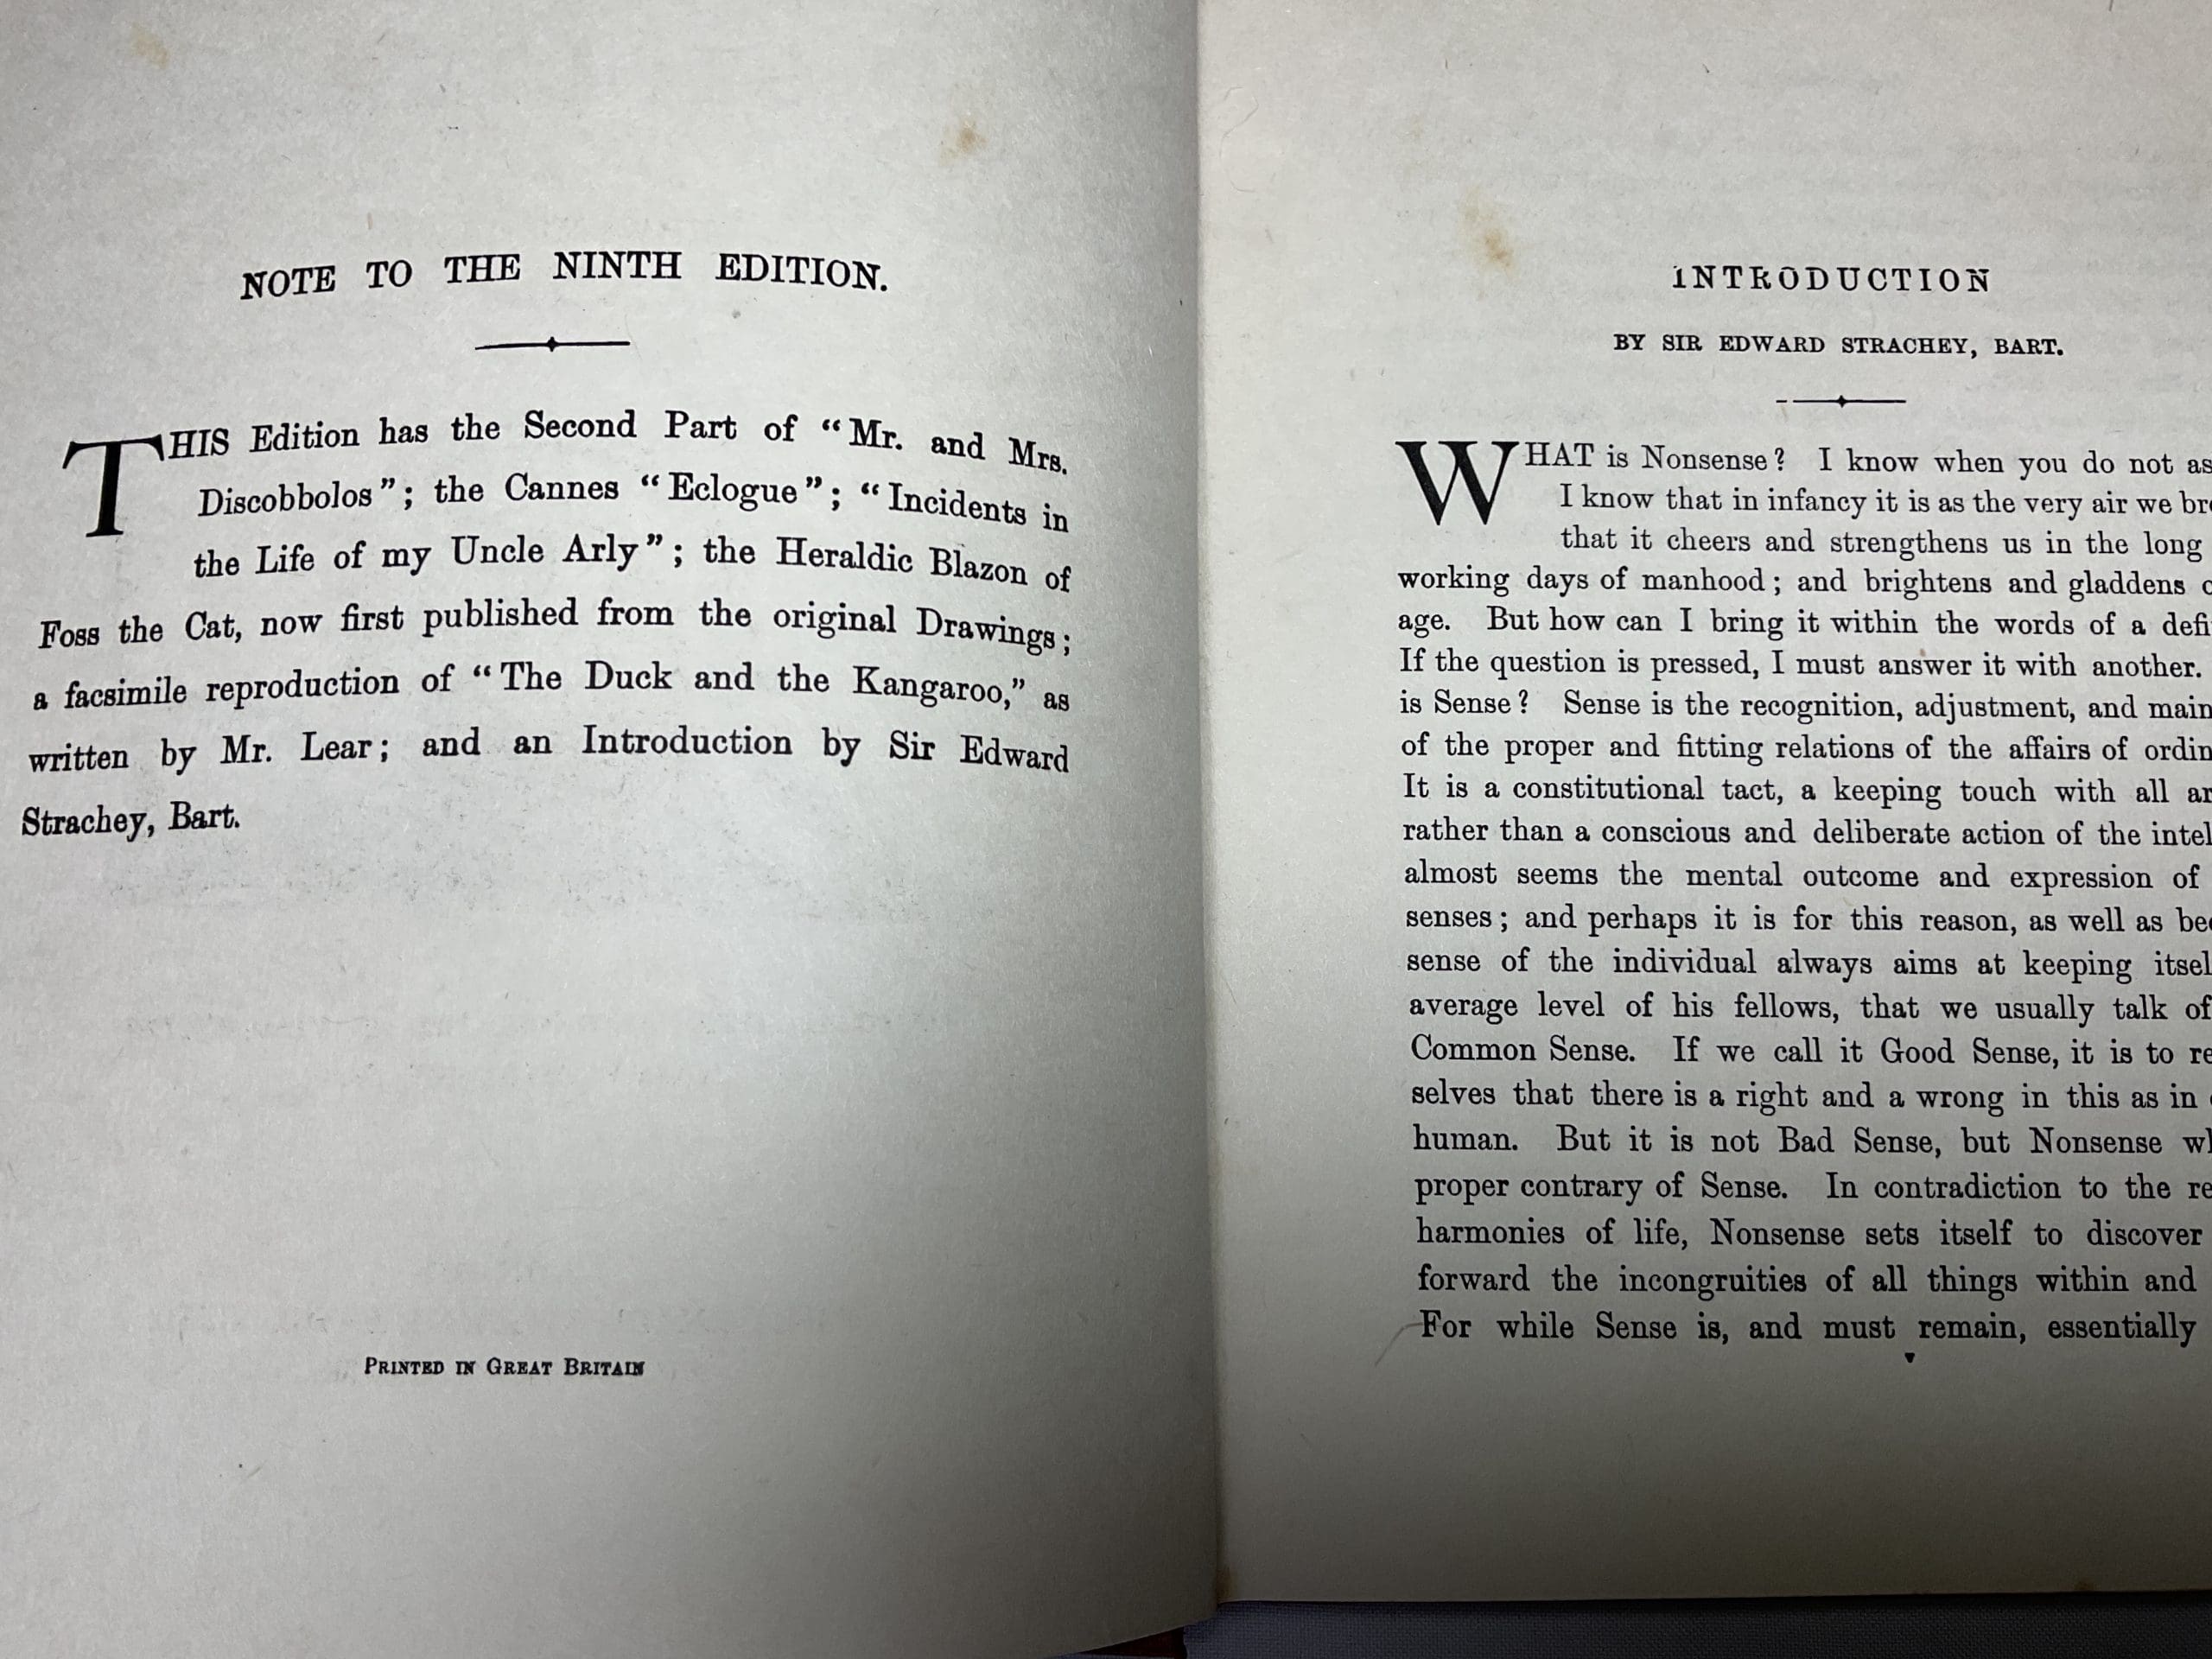 NOTE TO THE NINTH EDITION.
THIS Edition has the Second Part of “Mr. and Mrs.
Discobbolos”; the Cannes “Eclogue”; “Incidents in
the Life of my Uncle Arly”; the Heraldic Blazon of
Foss the Cat, now first published from the original Drawings;
a facsimile reproduction of “The Duck and the Kangaroo,” as
written by Mr. Lear; and an Introduction by Sir Edward
Strachey, Bart.
PRINTED IN GREAT BRITAIN
INTRODUCTION
BY SIR EDWARD STRACHEY, BART.
WHAT is Nonsense? I know when you do not
I know that in infancy it is as the very air we
that it cheers and strengthens us in the long
working days of manhood; and brightens and gladdens
age. But how can I bring it within the words of a
If the question is pressed, I must answer it with another.
is Sense? Sense is the recognition, adjustment, and
of the proper and fitting relations of the affairs of
It is a constitutional tact, a keeping touch with all
rather than a conscious and deliberate action of the
almost seems the mental outcome and expression of
senses; and perhaps it is for this reason, as well as
sense of the individual always aims at keeping
average level of his fellows, that we usually talk of
Common Sense. If we call it Good Sense, it is to
selves that there is a right and a wrong in this as in
human. But it is not Bad Sense, but Nonsense
proper contrary of Sense. In contradiction to the
harmonies of life, Nonsense sets itself to discover
forward the incongruities of all things within and
For while Sense is, and must remain, essentially